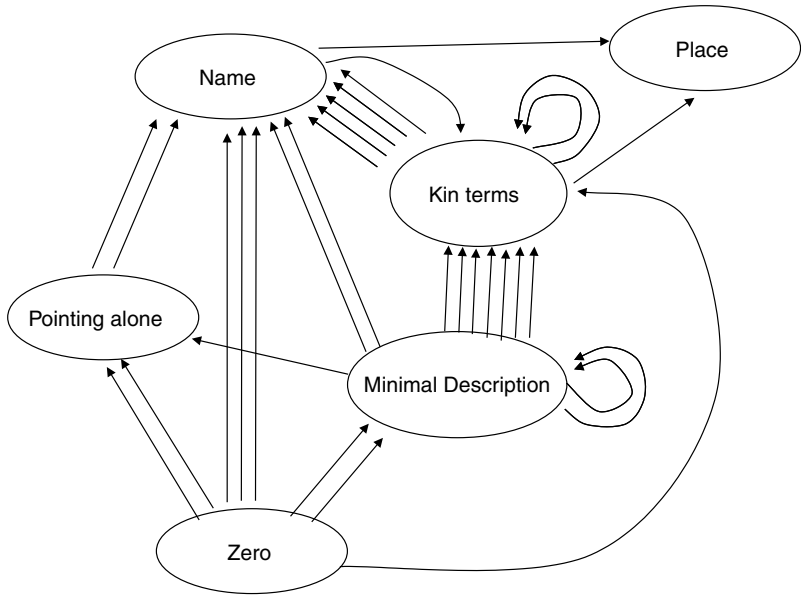 Place
Name
Kin terms
Pointing alone
Minimal Description
Zero